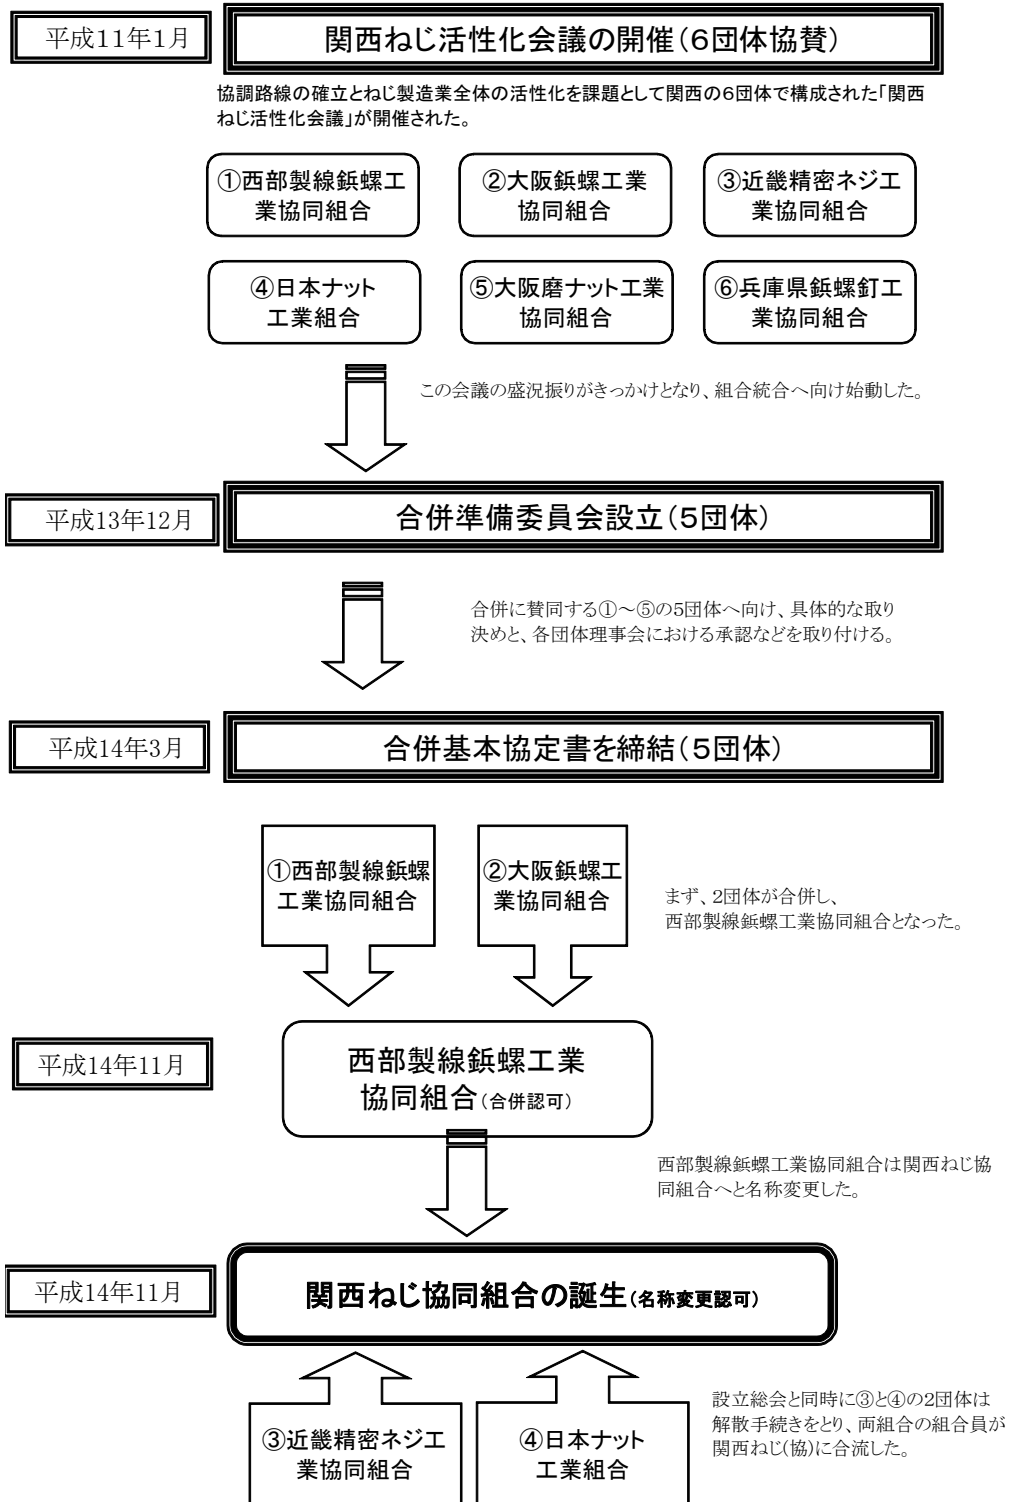 平成11年1月
関西ねじ活性化会議の開催（６団体協賛）
協調路線の確立とねじ製造業全体の活性化を課題として関西の６団体で構成された「関西
ねじ活性化会議」が開催された。
①西部製線鋲螺工
業協同組合
②大阪鋲螺工業
協同組合
③近畿精密ネジエ
業協同組合
④日本ナット
工業組合
⑤大阪磨ナット工業
協同組合
⑥兵庫県鋲螺釘工
業協同組合
この会議の盛況振りがきっかけとなり、組合統合へ向け始動した。
平成13年12月
合併準備委員会設立（５団体）
合併に賛同する①～⑤の5団体へ向け、具体的な取り
決めと、各団体理事会における承認などを取り付ける。
平成14年3月
合併基本協定書を締結（５団体）
①西部製線鋲螺
工業協同組合
②大阪鋲螺工
業協同組合
まず、2団体が合併し、
西部製線鋲螺工業協同組合となった。
平成14年11月
西部製線鋲螺工業
協同組合（合併認可）
西部製線鋲螺工業協同組合は関西ねじ協
同組合へと名称変更した。
平成14年11月
関西ねじ協同組合の誕生（名称変更認可）
設立総会と同時に③と④の2団体は
解散手続きをとり、両組合の組合員が
関西ねじ(協)に合流した。
③近畿精密ネジエ
業協同組合
④日本ナット
工業組合